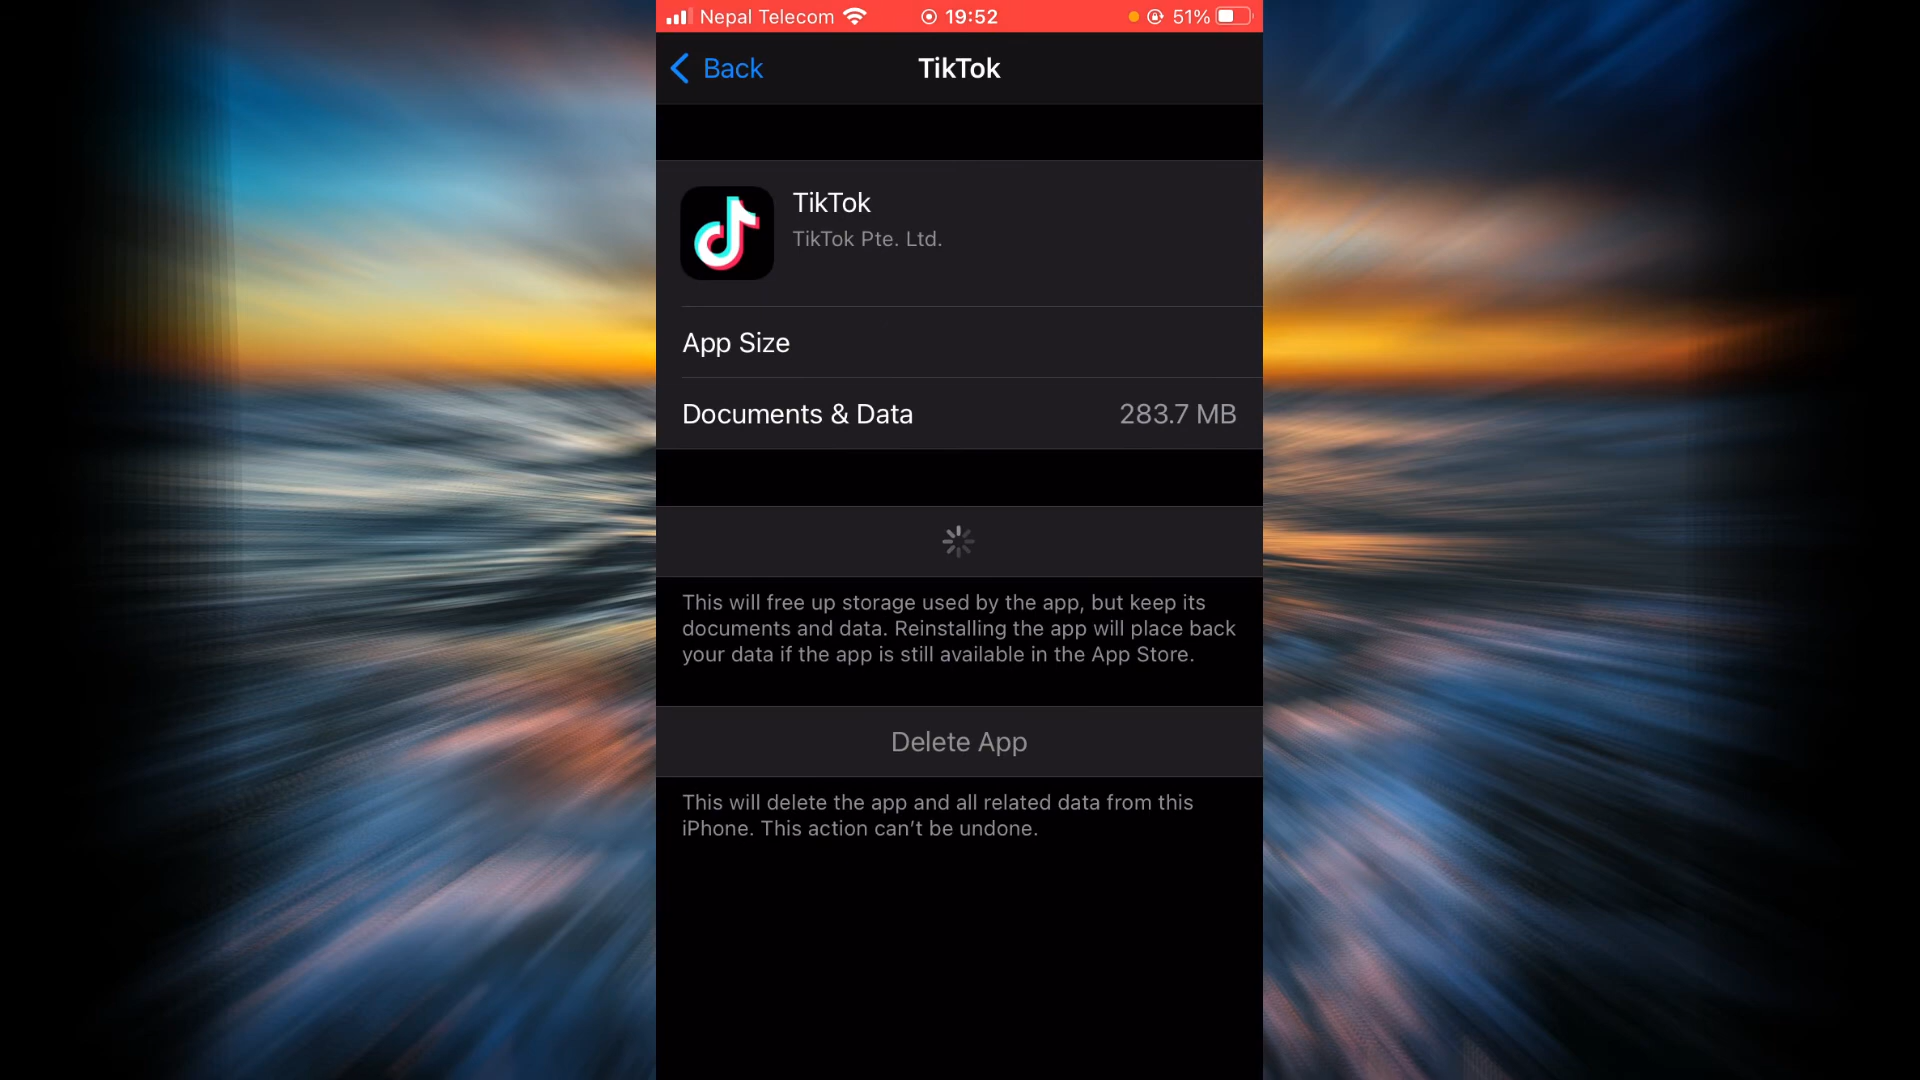 Nepal Telecom 19:52 51%
Back TikTok
TikTok
TikTok Pte. Ltd.
App Size
Documents & Data 283.7 MB
This will free up storage used by the app, but keep its
documents and data. Reinstalling the app will place back
your data if the app is still available in the App Store.
Delete App
This will delete the app and all related data from this
iPhone. This action can’t be undone.